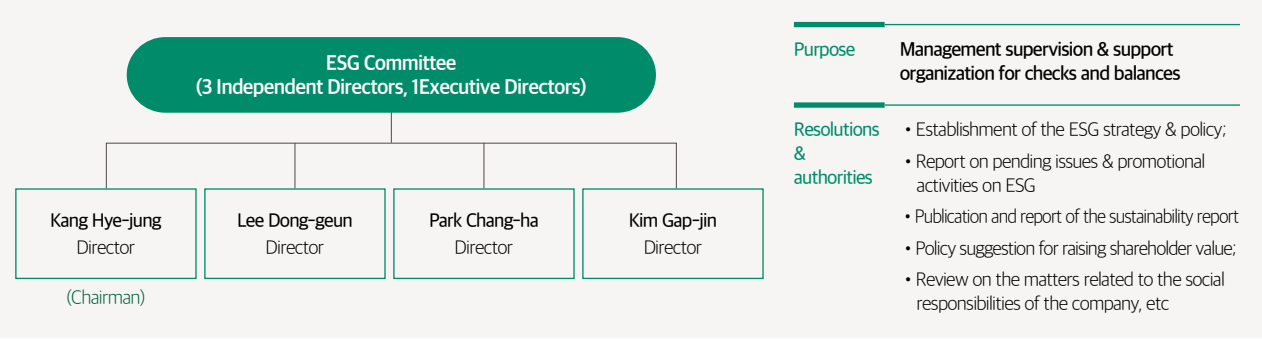 ESG Committee
(3 Independent Directors, 1Executive Directors)
Kang Hye-jung
Director
(Chairman)
Lee Dong-geun
Director
Park Chang-ha
Director
Kim Gap-jin
Director
Purpose
Management supervision & support
organization for checks and balances
Resolutions
&
authorities
• Establishment of the ESG strategy & policy;
• Report on pending issues & promotional
activities on ESG
• Publication and report of the sustainability report
• Policy suggestion for raising shareholder value;
• Review on the matters related to the social
responsibilities of the company, etc